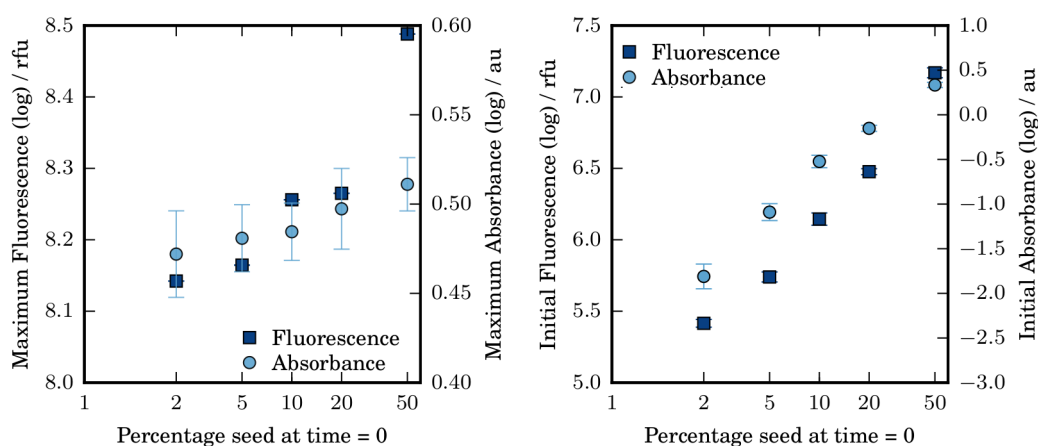 8.5
8.4
8.3
8.2
8.1
8.0
Maximum Fluorescence (log) / rfu
0.60
0.55
0.50
0.45
0.40
Maximum Absorbance (log) / au
Fluorescence
Absorbance
1 2 5 10 20 50
Percentage seed at time = 0
7.5
7.0
6.5
6.0
5.5
5.0
Initial Fluorescence (log) / rfu
1.0
0.5
0.0
−0.5
−1.0
−1.5
−2.0
−2.5
−3.0
Initial Absorbance (log) / au
Fluorescence
Absorbance
1 2 5 10 20 50
Percentage seed at time = 0